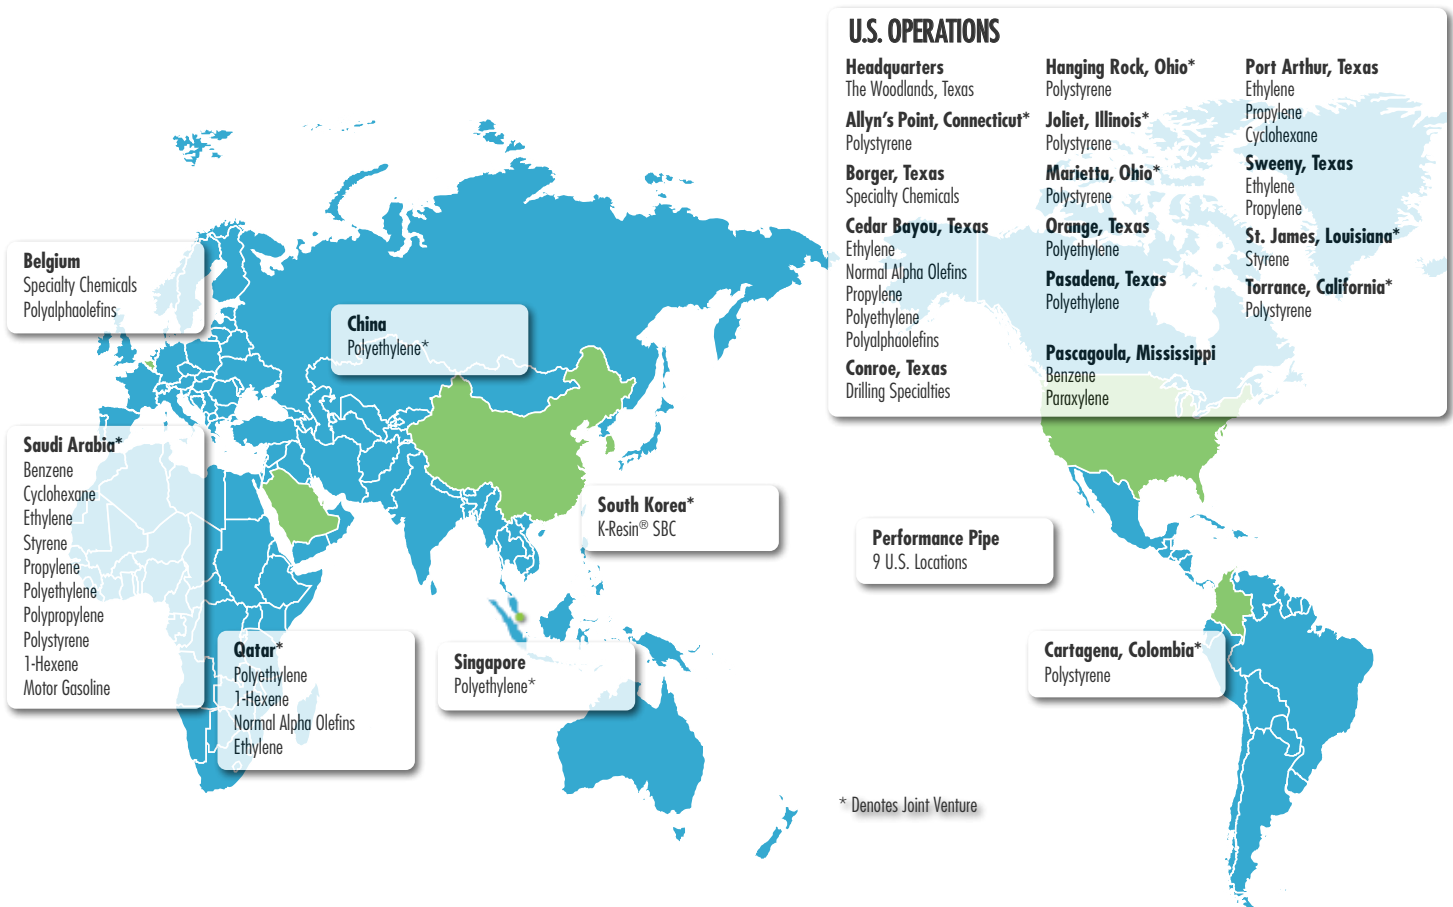 U.S. OPERATIONS
Headquarters
The Woodlands, Texas
Allyn's Point, Connecticut*
Polystyrene
Borger, Texas
Specialty Chemicals
Cedar Bayou, Texas
Ethylene
Normal Alpha Olefins
Propylene
Polyethylene
Polyalphaolefins
Conroe, Texas
Drilling Specialties
Hanging Rock, Ohio*
Polystyrene
Joliet, Illinois*
Polystyrene
Marietta, Ohio*
Polystyrene
Orange, Texas
Polyethylene
Pasadena, Texas
Polyethylene
Pascagoula, Mississippi
Benzene
Paraxylene
Port Arthur, Texas
Ethylene
Propylene
Cyclohexane
Sweeny, Texas
Ethylene
Propylene
St. James, Louisiana*
Styrene
Torrance, California*
Polystyrene
Belgium
Specialty Chemicals
Polyalphaolefins
China
Polyethylene*
Saudi Arabia*
Benzene
Cyclohexane
Ethylene
Styrene
Propylene
Polyethylene
Polypropylene
Polystyrene
1-Hexene
Motor Gasoline
South Korea*
K-Resin® SBC
Performance Pipe
9 U.S. Locations
Qatar*
Polyethylene
1-Hexene
Normal Alpha Olefins
Ethylene
Singapore
Polyethylene*
Cartagena, Colombia*
Polystyrene
* Denotes Joint Venture